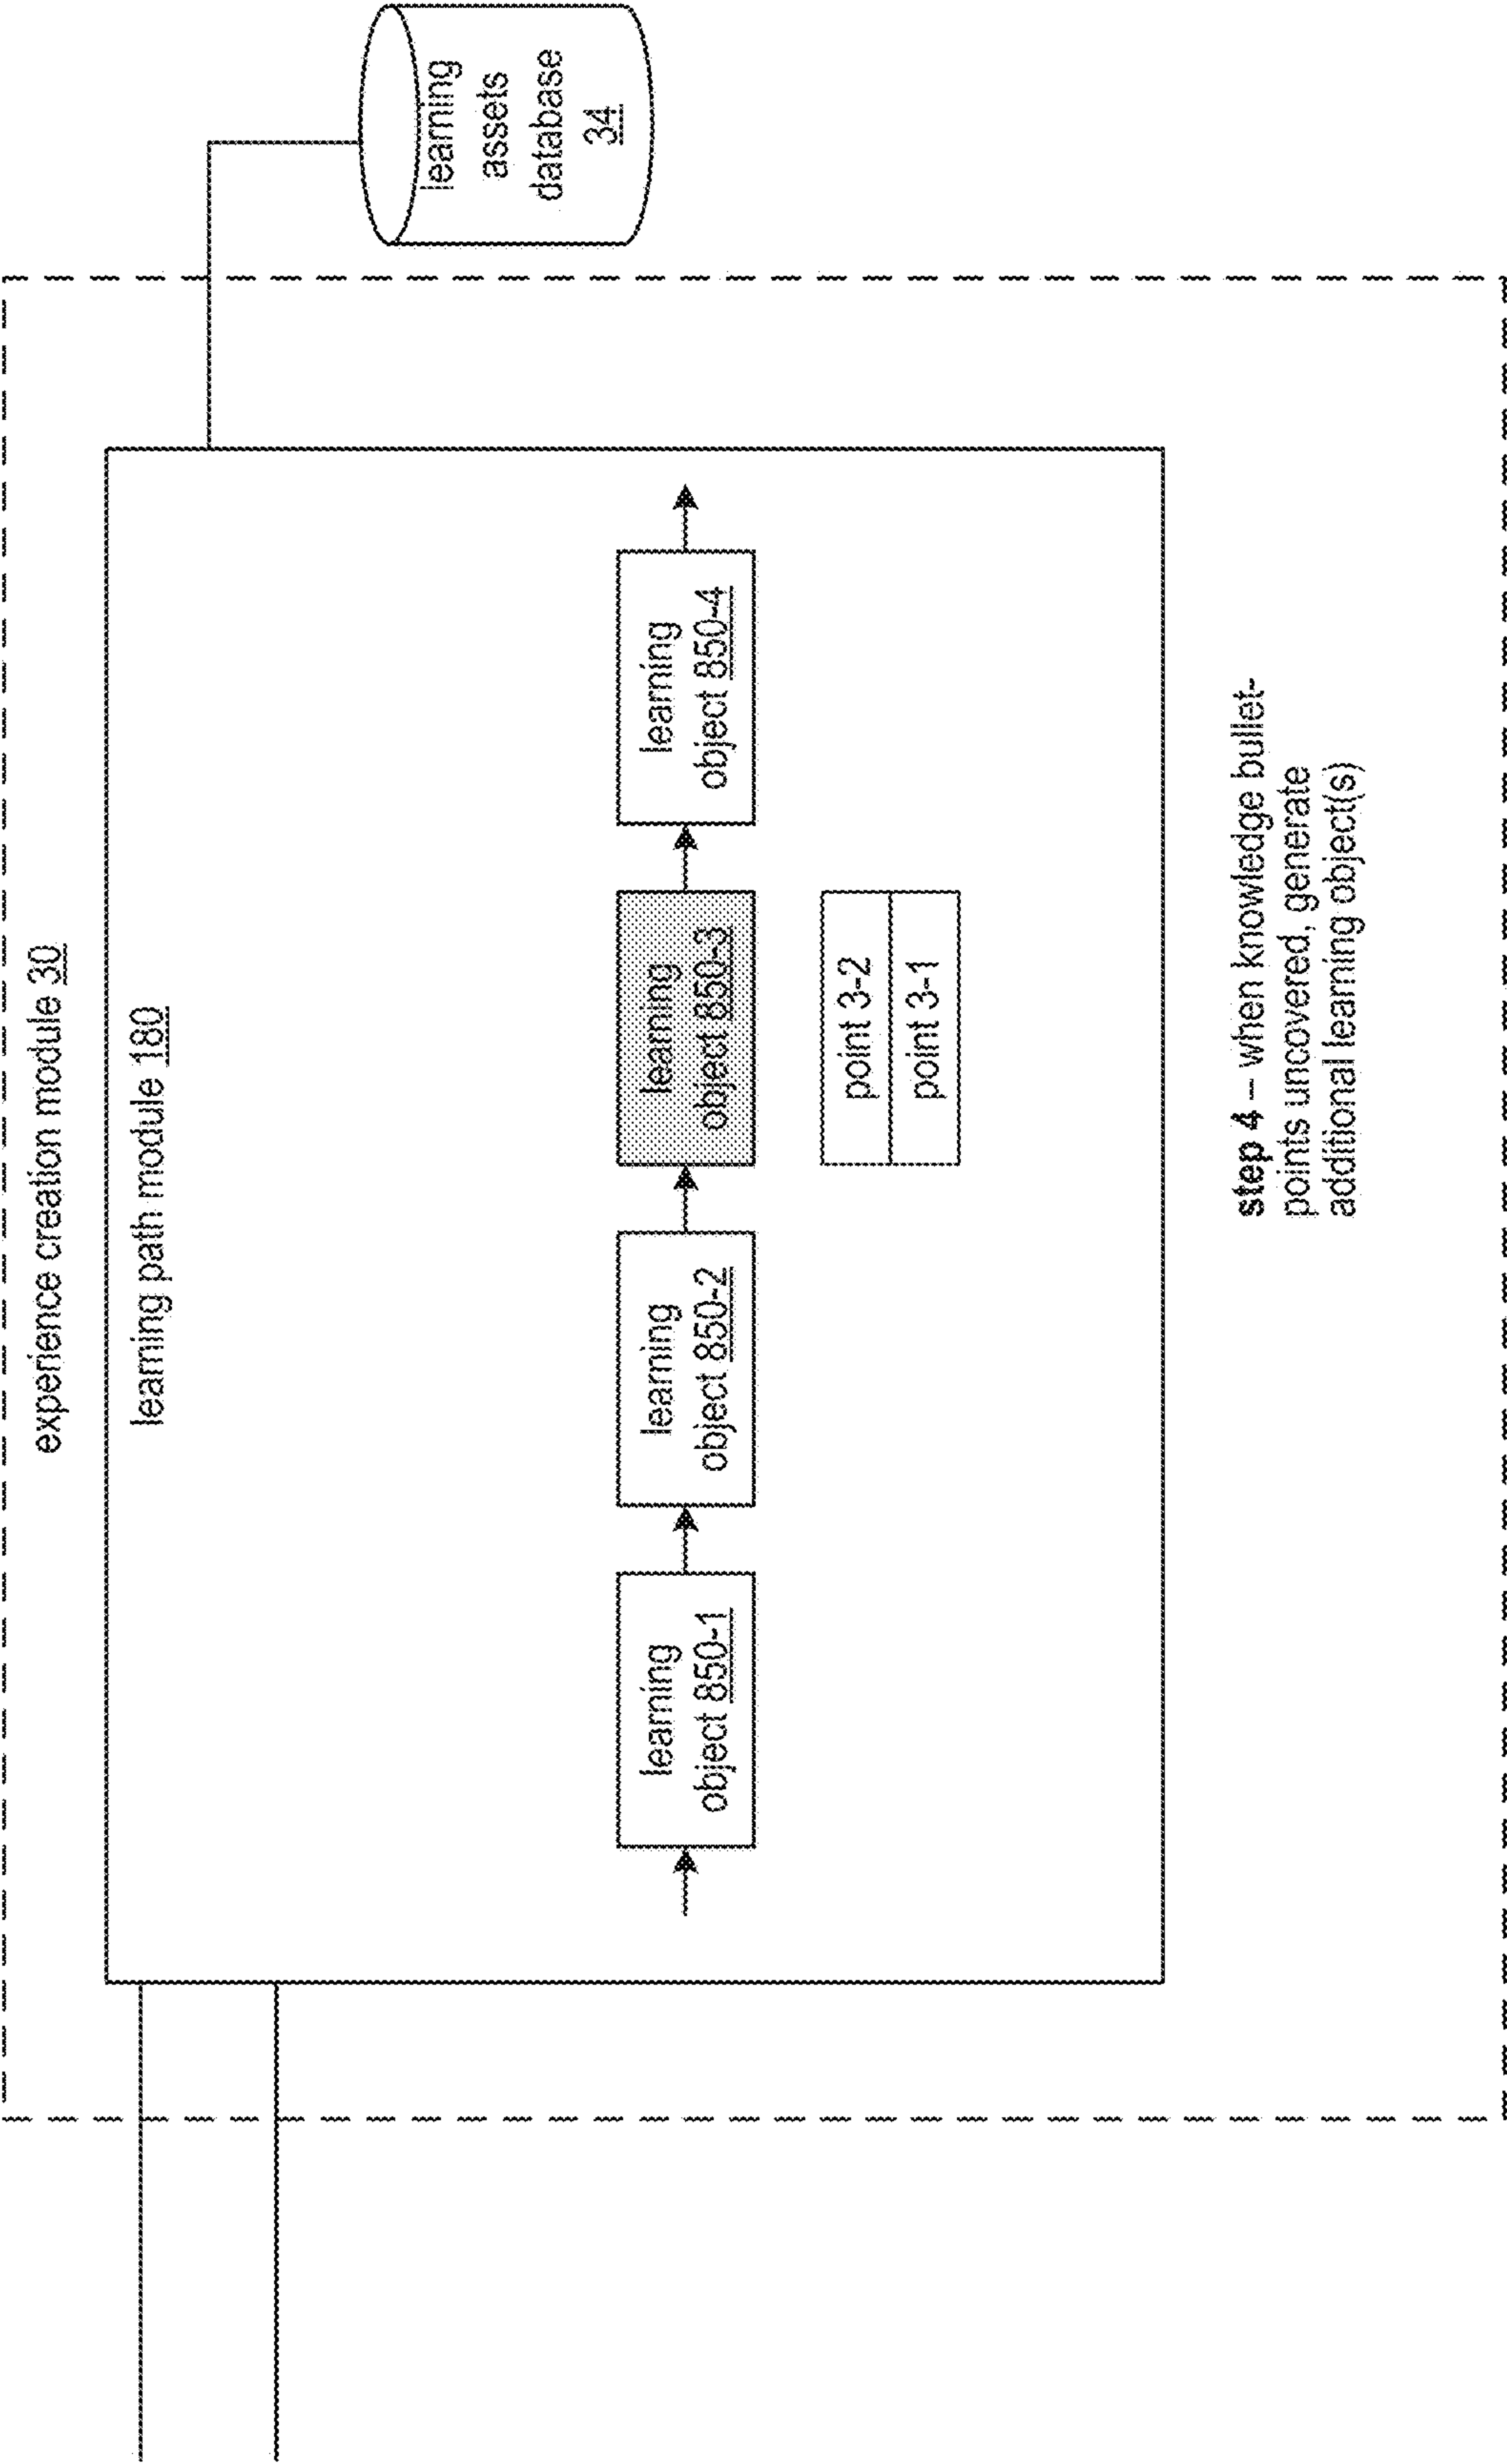 experience creation module 30
learning path module 180
learning
assets
database
34
learning
object 850-1
learning
object 850-2
learning
object 850-3
learning
object 850-4
point 3-2
point 3-1
step 4 – when knowledge bullet-
points uncovered, generate
additional learning object(s)